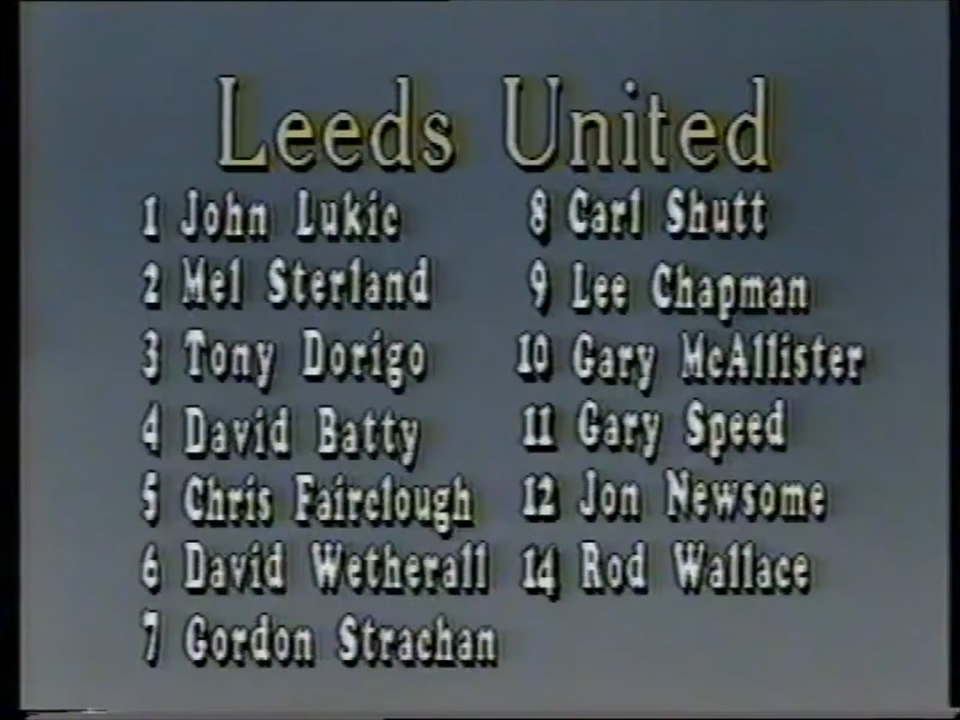 Leeds United
1 John Lukic
2 Mel Sterland
3 Tony Dorigo
4 David Batty
5 Chris Fairclough
6 David Wetherall
7 Gordon Strachan
8 Carl Shutt
9 Lee Chapman
10 Gary McAllister
11 Gary Speed
12 Jon Newsome
14 Rod Wallace